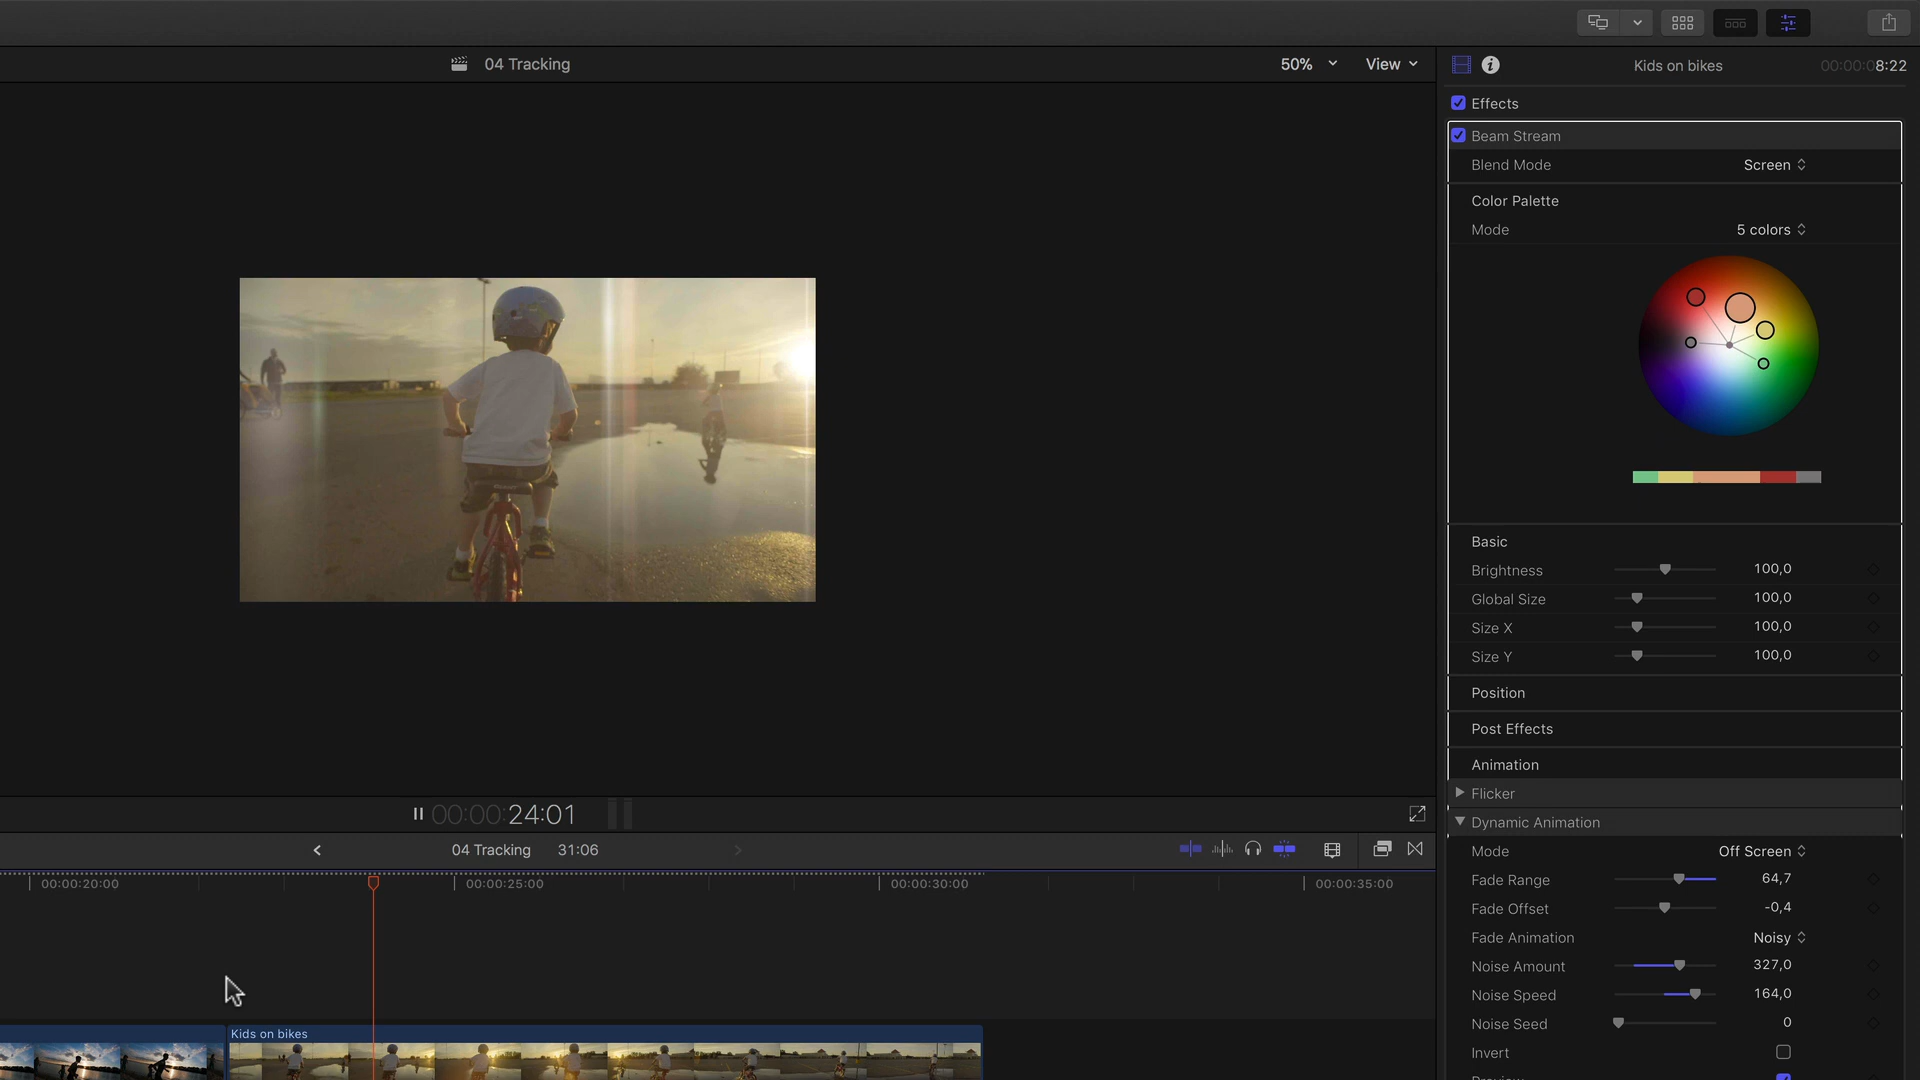 04 Tracking
50%
View
Kids on bikes
00:00:08:22
Effects
Beam Stream
Blend Mode
Screen
Color Palette
Mode
5 colors
Basic
Brightness
100,0
Global Size
100,0
Size X
100,0
Size Y
100,0
Position
Post Effects
Animation
Flicker
Dynamic Animation
Mode
Off Screen
Fade Range
64,7
Fade Offset
-0,4
Fade Animation
Noisy
Noise Amount
327,0
Noise Speed
164,0
Noise Seed
0
Invert
Preview
00:00:24:01
04 Tracking
31:06
00:00:20:00
00:00:25:00
00:00:30:00
00:00:35:00
Kids on bikes